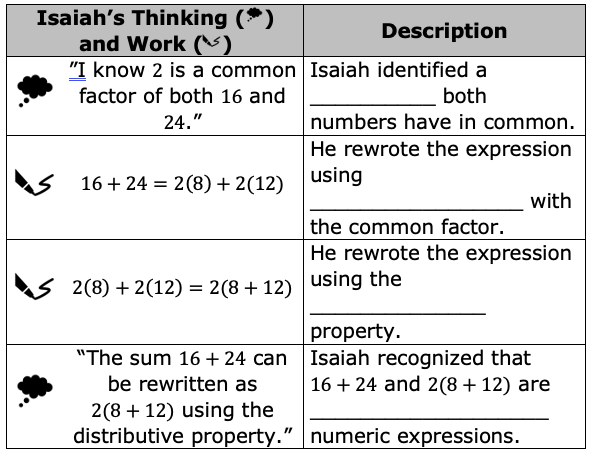 Isaiah's Thinking (💭)
and Work (✒)
Description
"I know 2 is a common
factor of both 16 and
24."
Isaiah identified a
____________ both
numbers have in common.
16 + 24 = 2(8) + 2(12)
He rewrote the expression
using
____________________ with
the common factor.
2(8) + 2(12) = 2(8 + 12)
He rewrote the expression
using the
_________________
property.
"The sum 16 + 24 can
be rewritten as
2(8 + 12) using the
distributive property."
Isaiah recognized that
16 + 24 and 2(8 + 12) are
_______________________
numeric expressions.